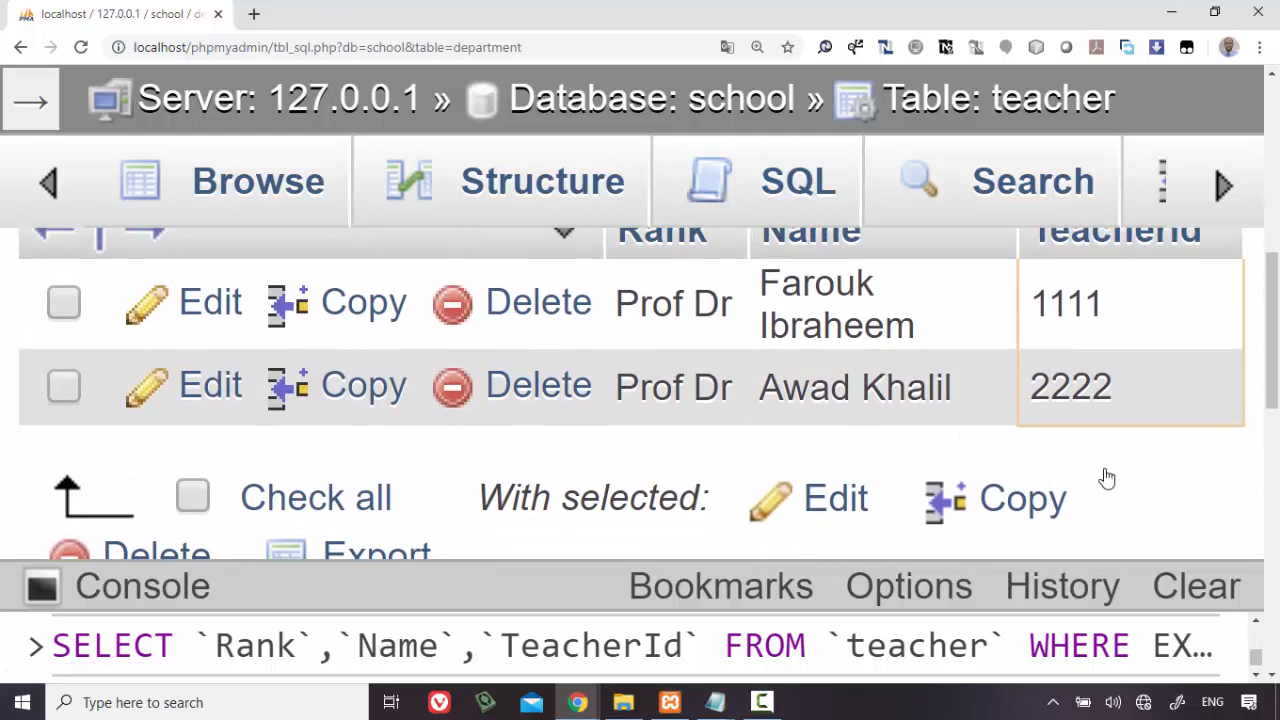 localhost / 127.0.0.1 / school / de
localhost/phpmyadmin/tbl_sql.php?db=school&table=department
Server: 127.0.0.1 » Database: school » Table: teacher
Browse Structure SQL Search
Rank Name TeacherId
Edit Copy Delete Prof Dr Farouk Ibraheem 1111
Edit Copy Delete Prof Dr Awad Khalil 2222
Check all With selected: Edit Copy
Delete Export
Console Bookmarks Options History Clear
>SELECT `Rank`,`Name`,`TeacherId` FROM `teacher` WHERE EX…
Type here to search ENG